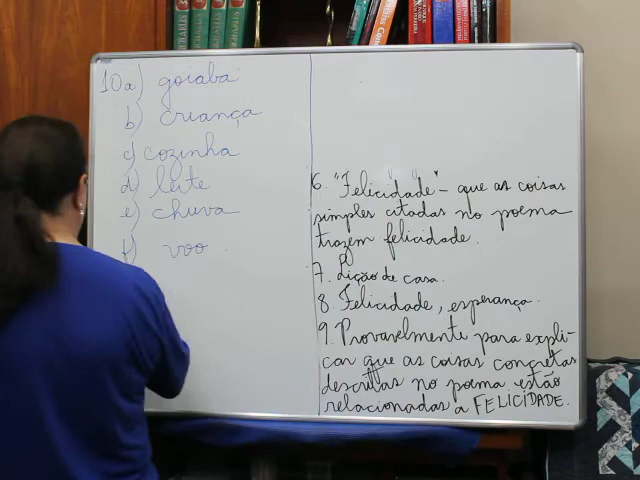 10a) goiaba
b) criança
c) cozinha
d) leite
e) chuva
f) voo
6. "Felicidade" - que as coisas
simples citadas no poema
trazem felicidade.
7. Lição de casa.
8 Felicidade, esperança.
9. Provavelmente para expli-
car que as coisas concretas
descritas no poema estão
relacionadas a FELICIDADE.